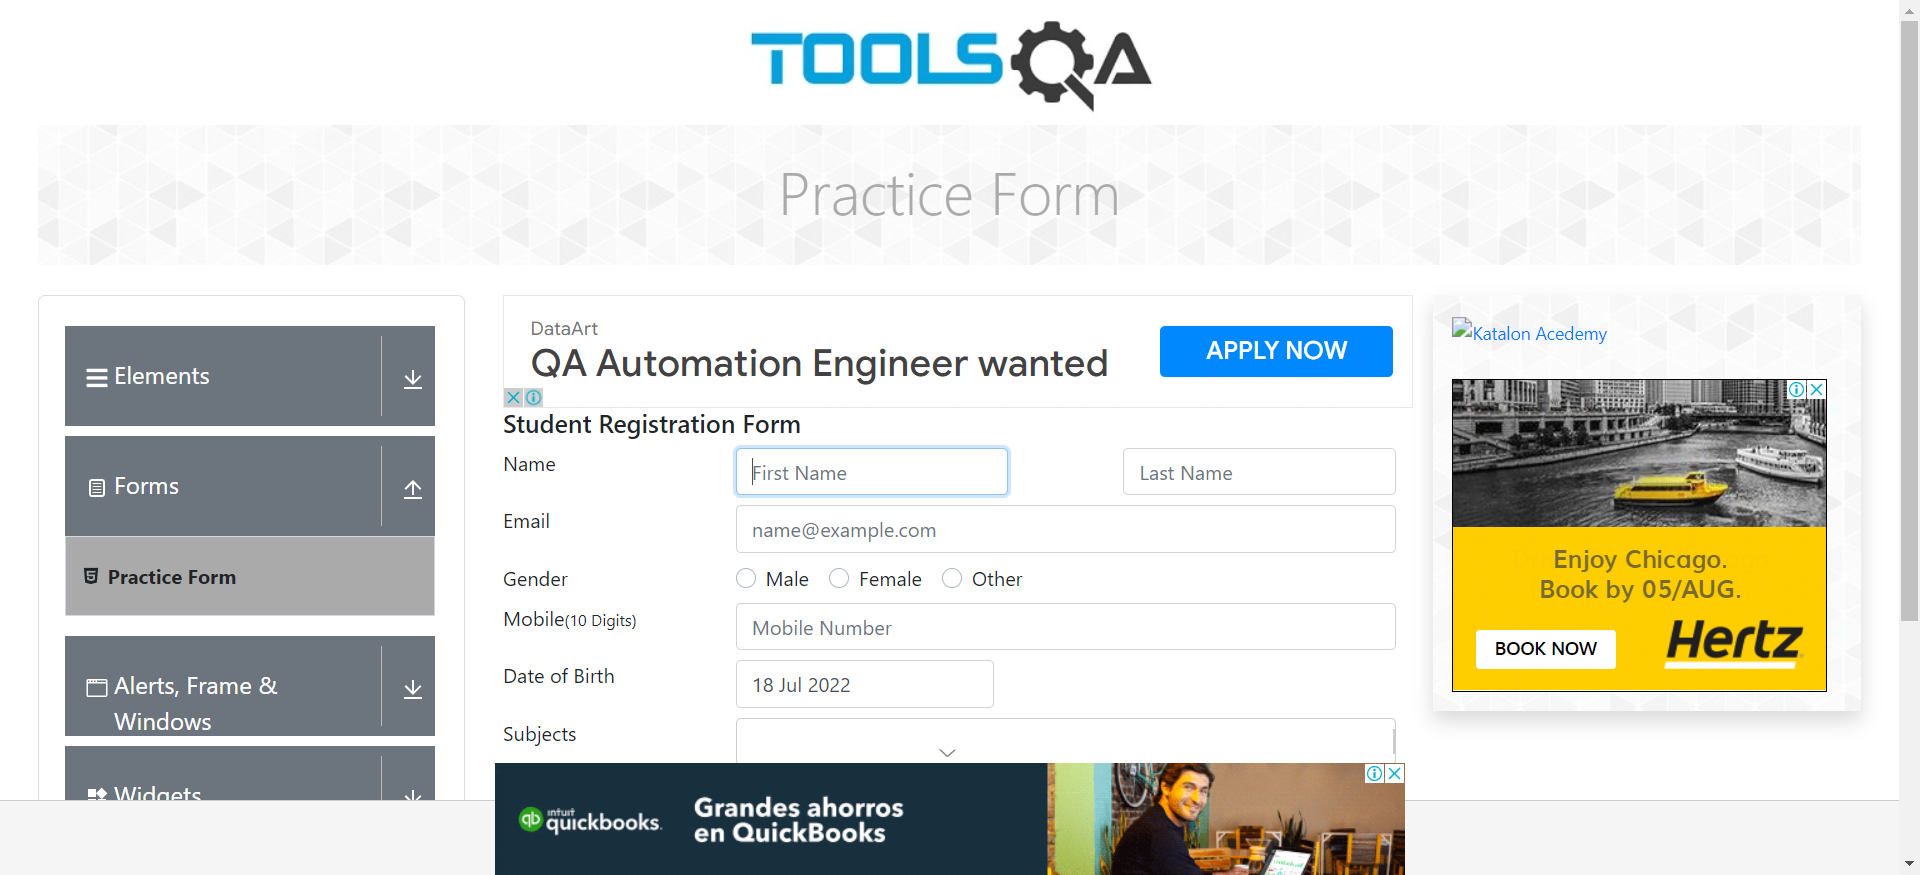 TOOLSQA
Practice Form
Elements
Forms
Practice Form
Alerts, Frame &
Windows
Widgets
DataArt
QA Automation Engineer wanted
APPLY NOW
Student Registration Form
Name
First Name
Last Name
Email
name@example.com
Gender
Male
Female
Other
Mobile(10 Digits)
Mobile Number
Date of Birth
18 Jul 2022
Subjects
Katalon Acedemy
Enjoy Chicago.
Book by 05/AUG.
BOOK NOW
Hertz
qb
intuit
quickbooks.
Grandes ahorros
en QuickBooks